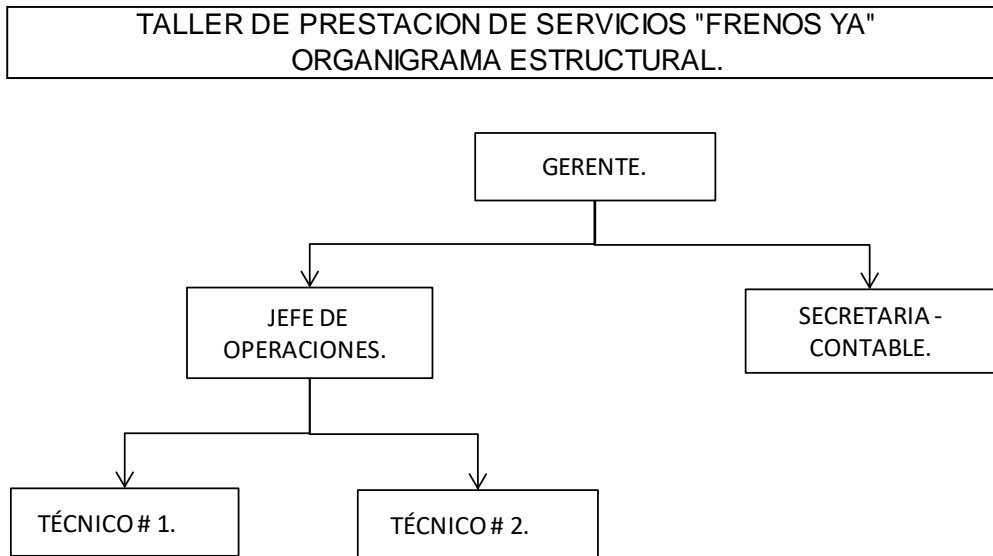 TALLER DE PRESTACION DE SERVICIOS "FRENOS YA"
ORGANIGRAMA ESTRUCTURAL.
GERENTE.
JEFE DE
OPERACIONES.
SECRETARIA -
CONTABLE.
TÉCNICO # 1.
TÉCNICO # 2.